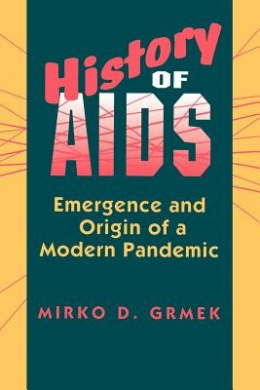 History
OF
AIDS
Emergence and
Origin of a
Modern Pandemic
MIRKO D. GRMEK